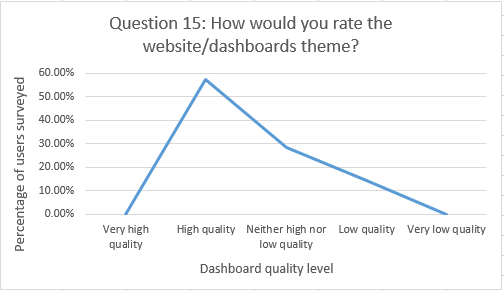 Question 15: How would you rate the
website/dashboards theme?
Percentage of users surveyed
60.00%
50.00%
40.00%
30.00%
20.00%
10.00%
0.00%
Very high quality
High quality
Neither high nor low quality
Low quality
Very low quality
Dashboard quality level